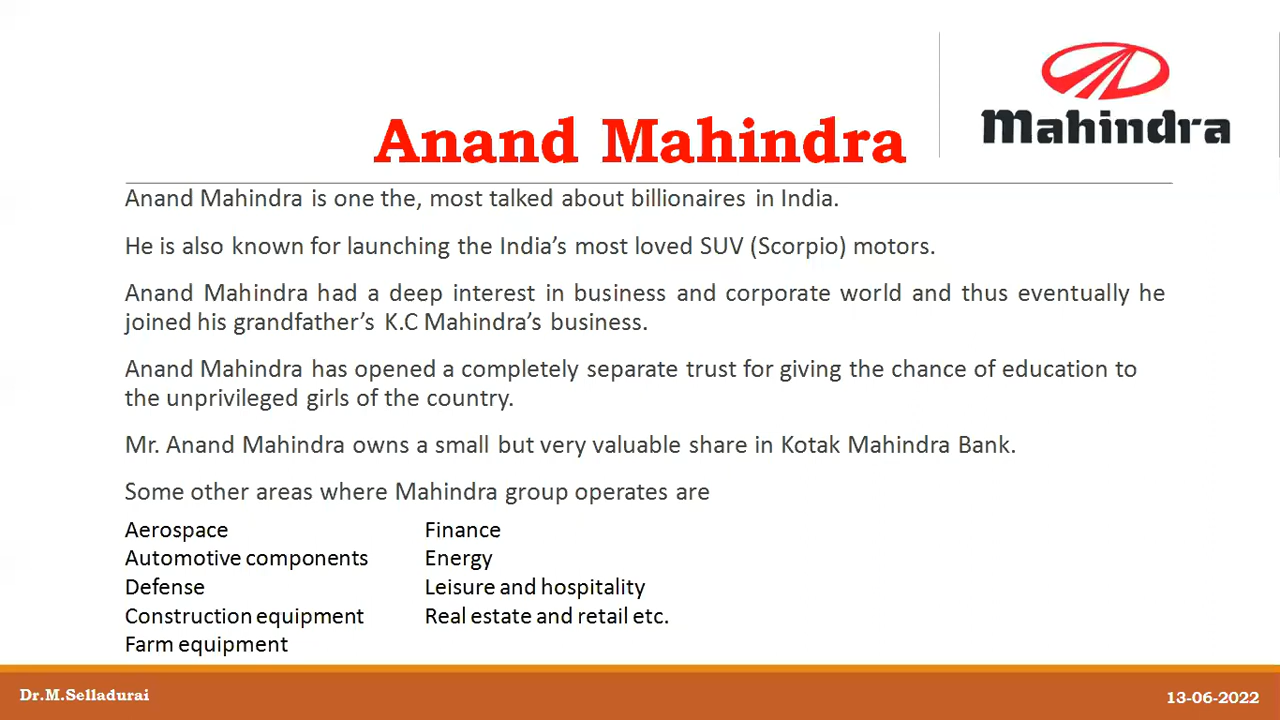 Mahindra
Anand Mahindra
Anand Mahindra is one the, most talked about billionaires in India.
He is also known for launching the India’s most loved SUV (Scorpio) motors.
Anand Mahindra had a deep interest in business and corporate world and thus eventually he
joined his grandfather’s K.C Mahindra’s business.
Anand Mahindra has opened a completely separate trust for giving the chance of education to
the unprivileged girls of the country.
Mr. Anand Mahindra owns a small but very valuable share in Kotak Mahindra Bank.
Some other areas where Mahindra group operates are
Aerospace
Automotive components
Defense
Construction equipment
Farm equipment
Finance
Energy
Leisure and hospitality
Real estate and retail etc.
Dr.M.Selladurai
13-06-2022